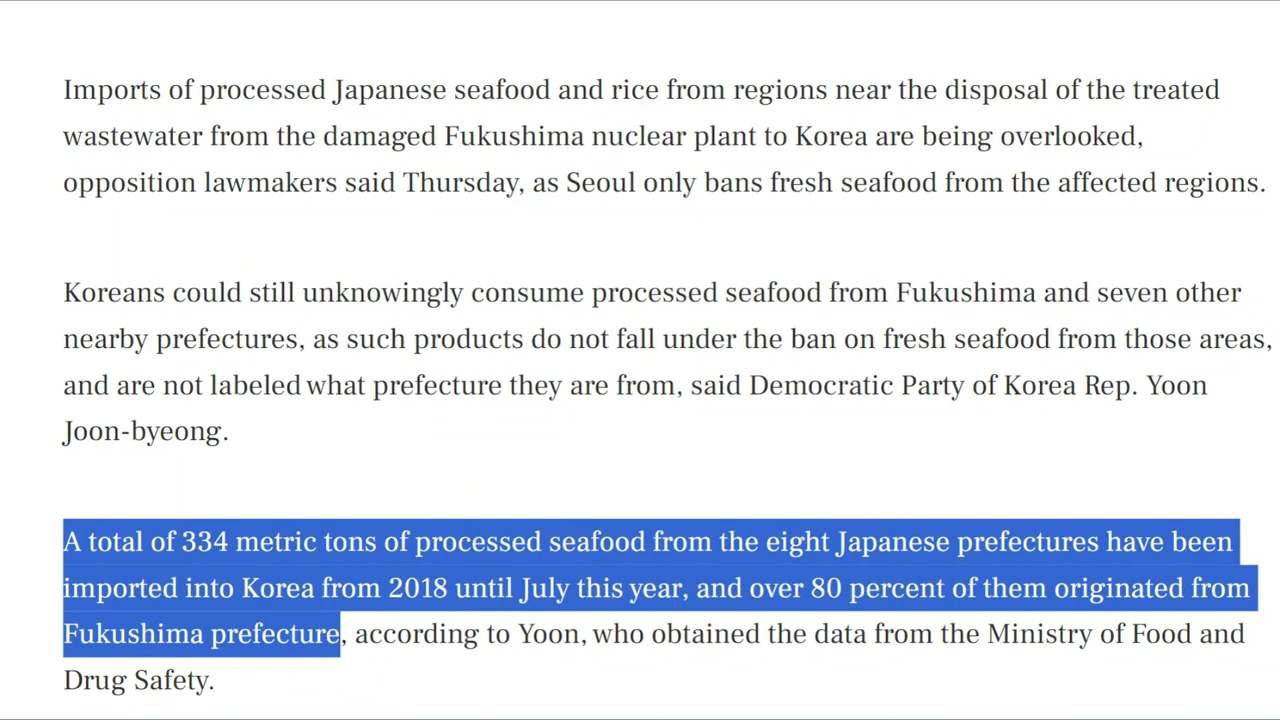 Imports of processed Japanese seafood and rice from regions near the disposal of the treated
wastewater from the damaged Fukushima nuclear plant to Korea are being overlooked,
opposition lawmakers said Thursday, as Seoul only bans fresh seafood from the affected regions.
Koreans could still unknowingly consume processed seafood from Fukushima and seven other
nearby prefectures, as such products do not fall under the ban on fresh seafood from those areas,
and are not labeled what prefecture they are from, said Democratic Party of Korea Rep. Yoon
Joon-byeong.
A total of 334 metric tons of processed seafood from the eight Japanese prefectures have been
imported into Korea from 2018 until July this year, and over 80 percent of them originated from
Fukushima prefecture, according to Yoon, who obtained the data from the Ministry of Food and
Drug Safety.